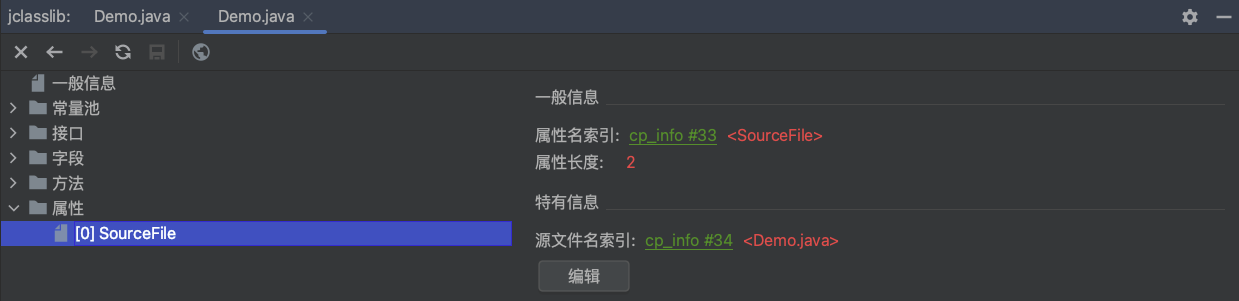 jclasslib: Demo.java Demo.java
一般信息
常量池
接口
字段
方法
属性
[0] SourceFile
一般信息
属性名索引: cp_info #33 <SourceFile>
属性长度: 2
特有信息
源文件名索引: cp_info #34 <Demo.java>
编辑